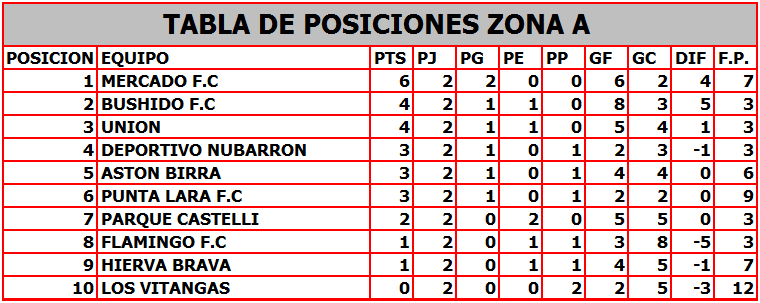 TABLA DE POSICIONES ZONA A
POSICION EQUIPO PTS PJ PG PE PP GF GC DIF F.P.
1 MERCADO F.C 6 2 2 0 0 6 2 4 7
2 BUSHIDO F.C 4 2 1 1 0 8 3 5 3
3 UNION 4 2 1 1 0 5 4 1 3
4 DEPORTIVO NUBARRON 3 2 1 0 1 2 3 -1 3
5 ASTON BIRRA 3 2 1 0 1 4 4 0 6
6 PUNTA LARA F.C 3 2 1 0 1 2 2 0 9
7 PARQUE CASTELLI 2 2 0 2 0 5 5 0 3
8 FLAMINGO F.C 1 2 0 1 1 3 8 -5 3
9 HIERVA BRAVA 1 2 0 1 1 4 5 -1 7
10 LOS VITANGAS 0 2 0 0 2 2 5 -3 12